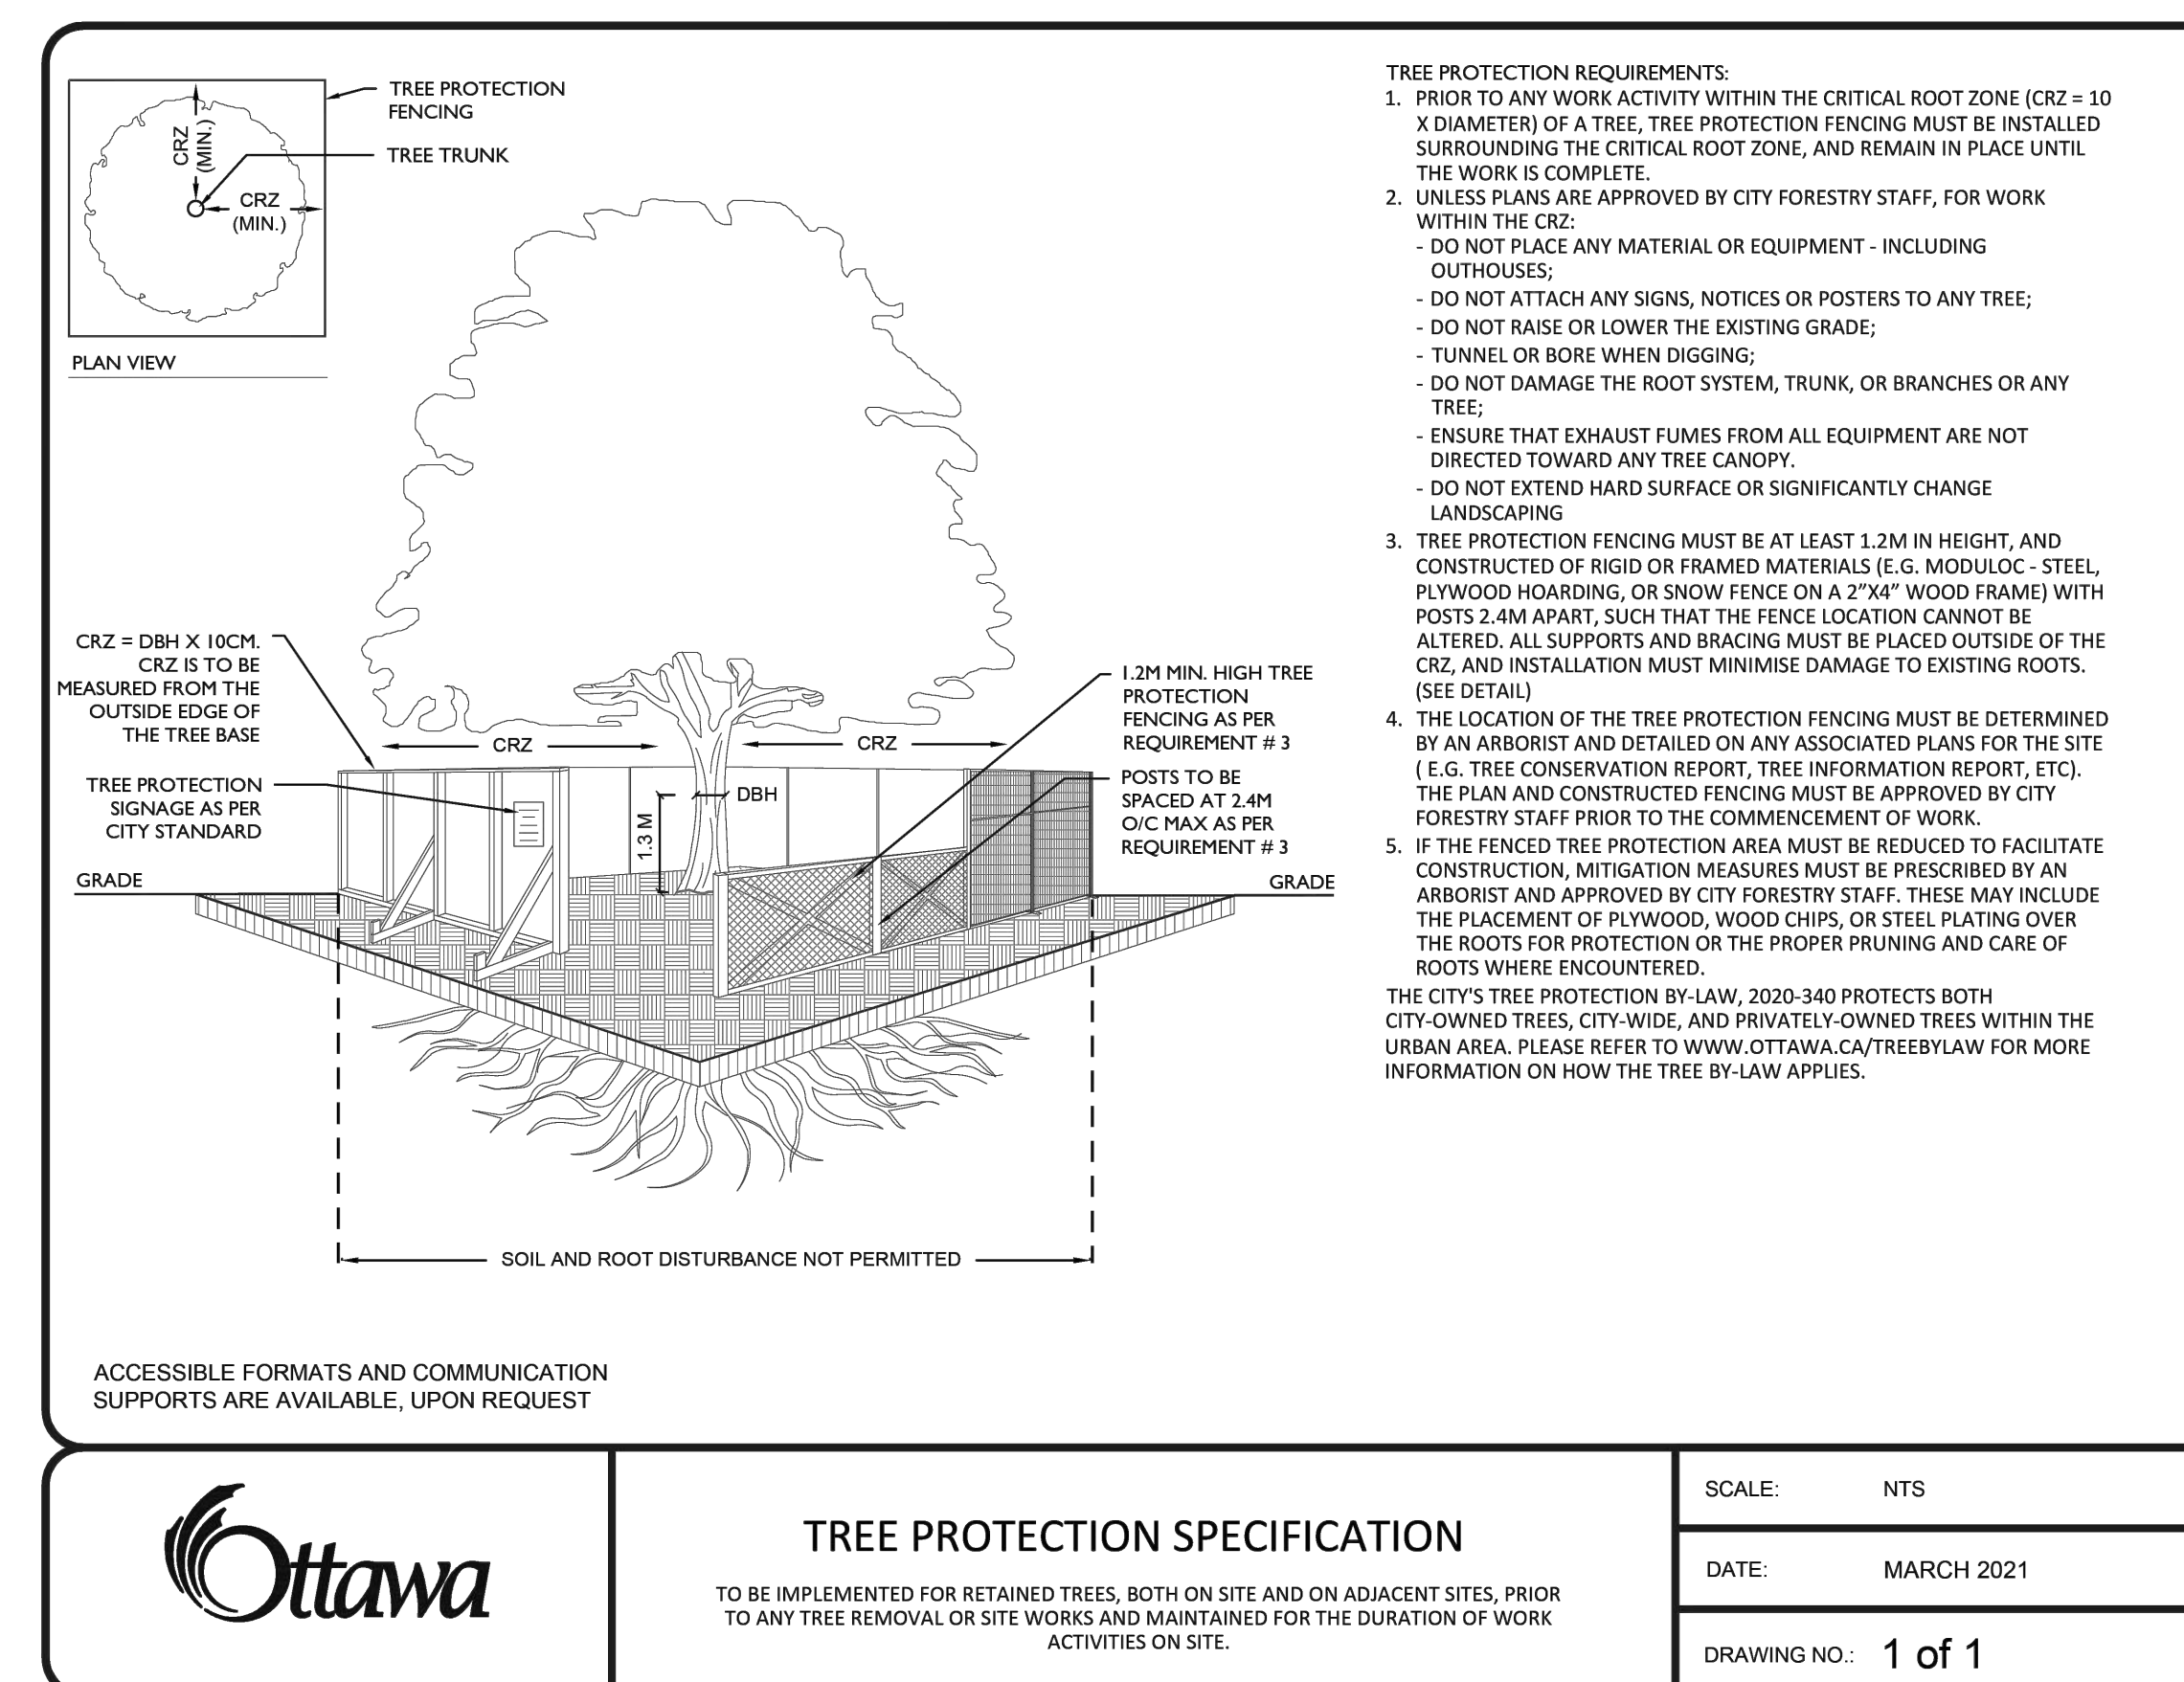 TREE PROTECTION
FENCING
TREE TRUNK
CRZ
(MIN.)
CRZ
(MIN.)
PLAN VIEW
CRZ = DBH X 10CM.
CRZ IS TO BE
MEASURED FROM THE
OUTSIDE EDGE OF
THE TREE BASE
TREE PROTECTION
SIGNAGE AS PER
CITY STANDARD
GRADE
CRZ
CRZ
DBH
1.3 M
1.2M MIN. HIGH TREE
PROTECTION
FENCING AS PER
REQUIREMENT # 3
POSTS TO BE
SPACED AT 2.4M
O/C MAX AS PER
REQUIREMENT # 3
GRADE
SOIL AND ROOT DISTURBANCE NOT PERMITTED
ACCESSIBLE FORMATS AND COMMUNICATION
SUPPORTS ARE AVAILABLE, UPON REQUEST
TREE PROTECTION REQUIREMENTS:
1. PRIOR TO ANY WORK ACTIVITY WITHIN THE CRITICAL ROOT ZONE (CRZ = 10
X DIAMETER) OF A TREE, TREE PROTECTION FENCING MUST BE INSTALLED
SURROUNDING THE CRITICAL ROOT ZONE, AND REMAIN IN PLACE UNTIL
THE WORK IS COMPLETE.
2. UNLESS PLANS ARE APPROVED BY CITY FORESTRY STAFF, FOR WORK
WITHIN THE CRZ:
- DO NOT PLACE ANY MATERIAL OR EQUIPMENT - INCLUDING
OUTHOUSES;
- DO NOT ATTACH ANY SIGNS, NOTICES OR POSTERS TO ANY TREE;
- DO NOT RAISE OR LOWER THE EXISTING GRADE;
- TUNNEL OR BORE WHEN DIGGING;
- DO NOT DAMAGE THE ROOT SYSTEM, TRUNK, OR BRANCHES OR ANY
TREE;
- ENSURE THAT EXHAUST FUMES FROM ALL EQUIPMENT ARE NOT
DIRECTED TOWARD ANY TREE CANOPY.
- DO NOT EXTEND HARD SURFACE OR SIGNIFICANTLY CHANGE
LANDSCAPING
3. TREE PROTECTION FENCING MUST BE AT LEAST 1.2M IN HEIGHT, AND
CONSTRUCTED OF RIGID OR FRAMED MATERIALS (E.G. MODULOC - STEEL,
PLYWOOD HOARDING, OR SNOW FENCE ON A 2”X4” WOOD FRAME) WITH
POSTS 2.4M APART, SUCH THAT THE FENCE LOCATION CANNOT BE
ALTERED. ALL SUPPORTS AND BRACING MUST BE PLACED OUTSIDE OF THE
CRZ, AND INSTALLATION MUST MINIMISE DAMAGE TO EXISTING ROOTS.
(SEE DETAIL)
4. THE LOCATION OF THE TREE PROTECTION FENCING MUST BE DETERMINED
BY AN ARBORIST AND DETAILED ON ANY ASSOCIATED PLANS FOR THE SITE
( E.G. TREE CONSERVATION REPORT, TREE INFORMATION REPORT, ETC).
THE PLAN AND CONSTRUCTED FENCING MUST BE APPROVED BY CITY
FORESTRY STAFF PRIOR TO THE COMMENCEMENT OF WORK.
5. IF THE FENCED TREE PROTECTION AREA MUST BE REDUCED TO FACILITATE
CONSTRUCTION, MITIGATION MEASURES MUST BE PRESCRIBED BY AN
ARBORIST AND APPROVED BY CITY FORESTRY STAFF. THESE MAY INCLUDE
THE PLACEMENT OF PLYWOOD, WOOD CHIPS, OR STEEL PLATING OVER
THE ROOTS FOR PROTECTION OR THE PROPER PRUNING AND CARE OF
ROOTS WHERE ENCOUNTERED.
THE CITY'S TREE PROTECTION BY-LAW, 2020-340 PROTECTS BOTH
CITY-OWNED TREES, CITY-WIDE, AND PRIVATELY-OWNED TREES WITHIN THE
URBAN AREA. PLEASE REFER TO WWW.OTTAWA.CA/TREEBYLAW FOR MORE
INFORMATION ON HOW THE TREE BY-LAW APPLIES.
Ottawa
TREE PROTECTION SPECIFICATION
TO BE IMPLEMENTED FOR RETAINED TREES, BOTH ON SITE AND ON ADJACENT SITES, PRIOR
TO ANY TREE REMOVAL OR SITE WORKS AND MAINTAINED FOR THE DURATION OF WORK
ACTIVITIES ON SITE.
SCALE: NTS
DATE: MARCH 2021
DRAWING NO.: 1 of 1